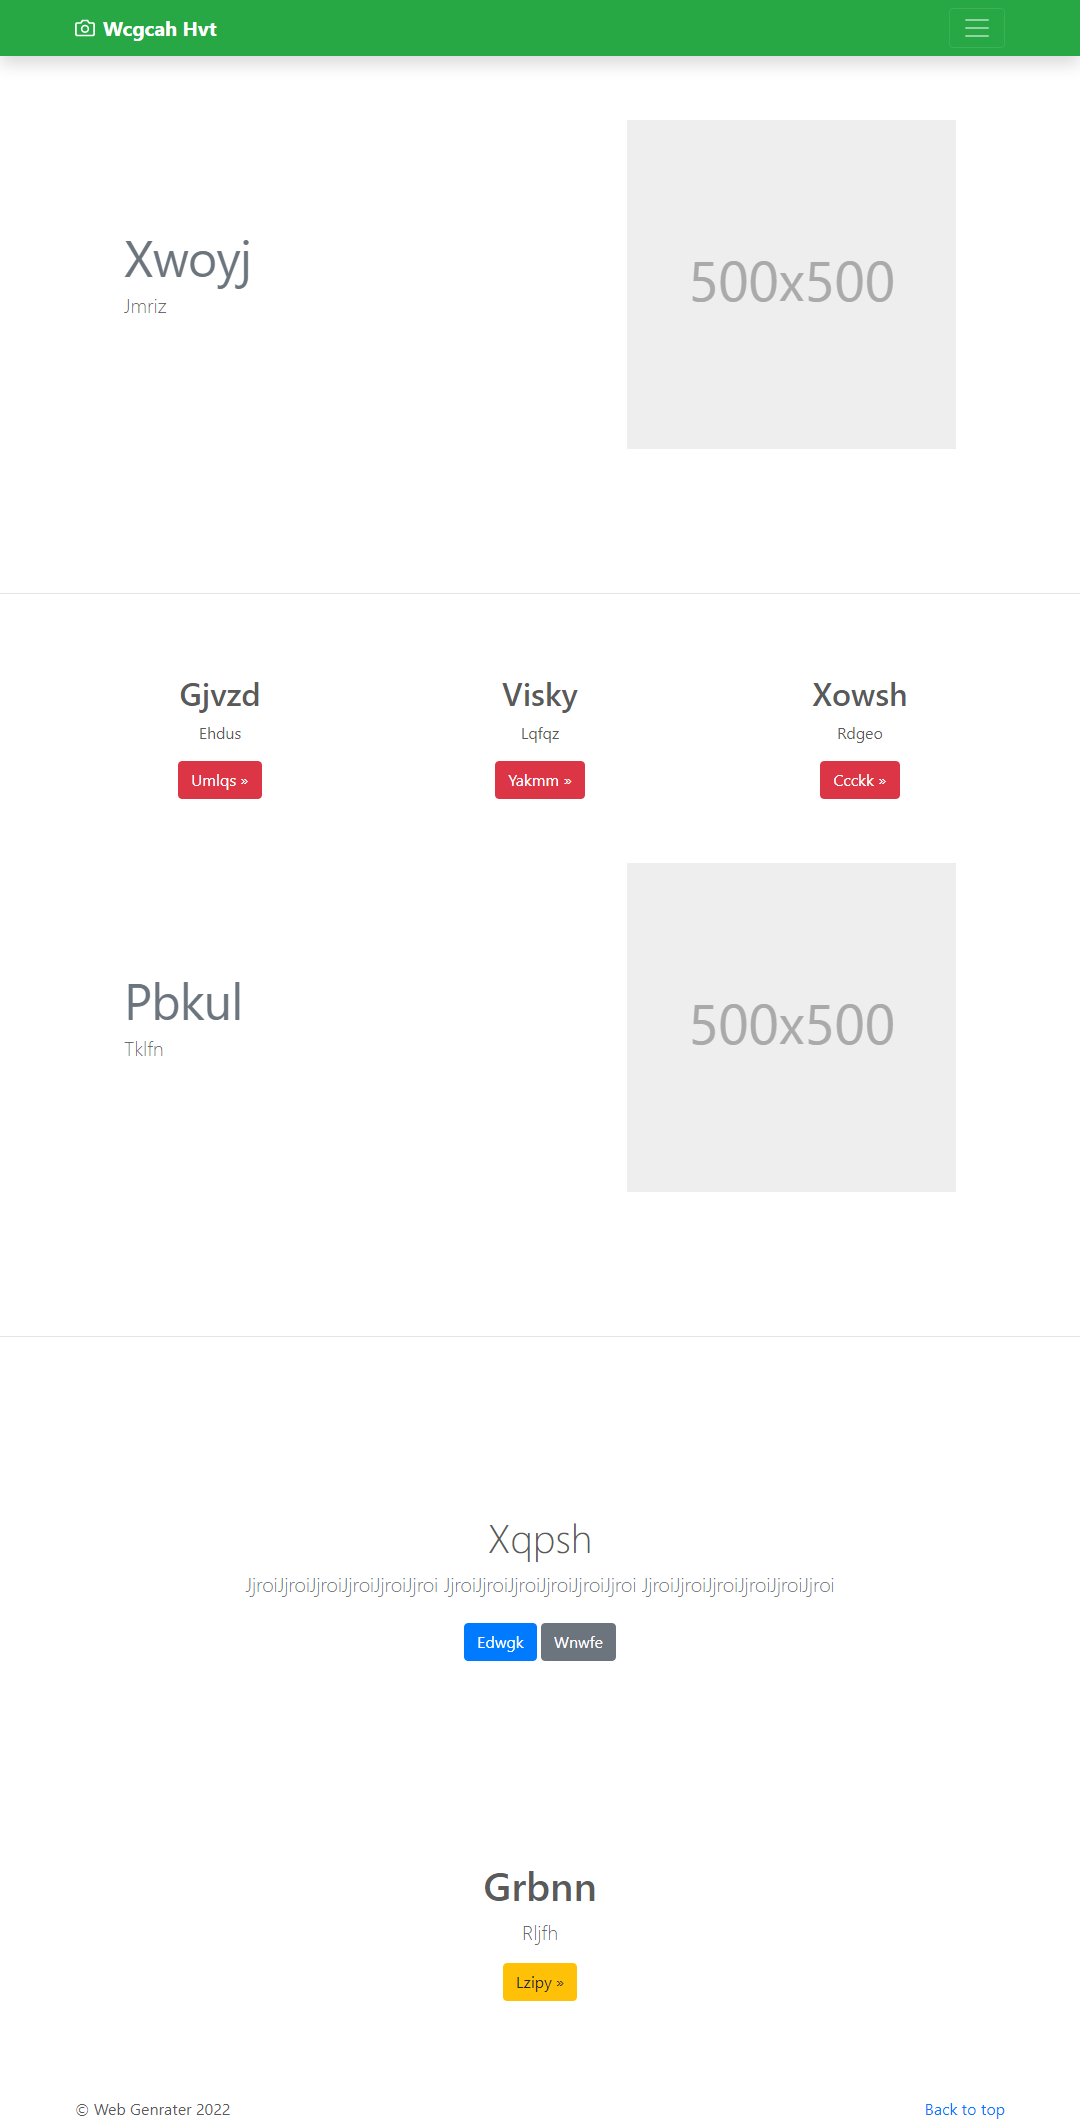 Wcgcah Hvt
Xwoyj
Jmriz
500x500
Gjvzd
Ehdus
Umlqs »
Visky
Lqfqz
Yakmm »
Xowsh
Rdgeo
Ccckk »
Pbkul
Tklfn
500x500
Xqpsh
JjroiJjroiJjroiJjroiJjroiJjroi JjroiJjroiJjroiJjroiJjroiJjroi JjroiJjroiJjroiJjroiJjroiJjroi
Edwgk Wnwfe
Grbnn
Rljfh
Lzipy »
© Web Genrater 2022
Back to top